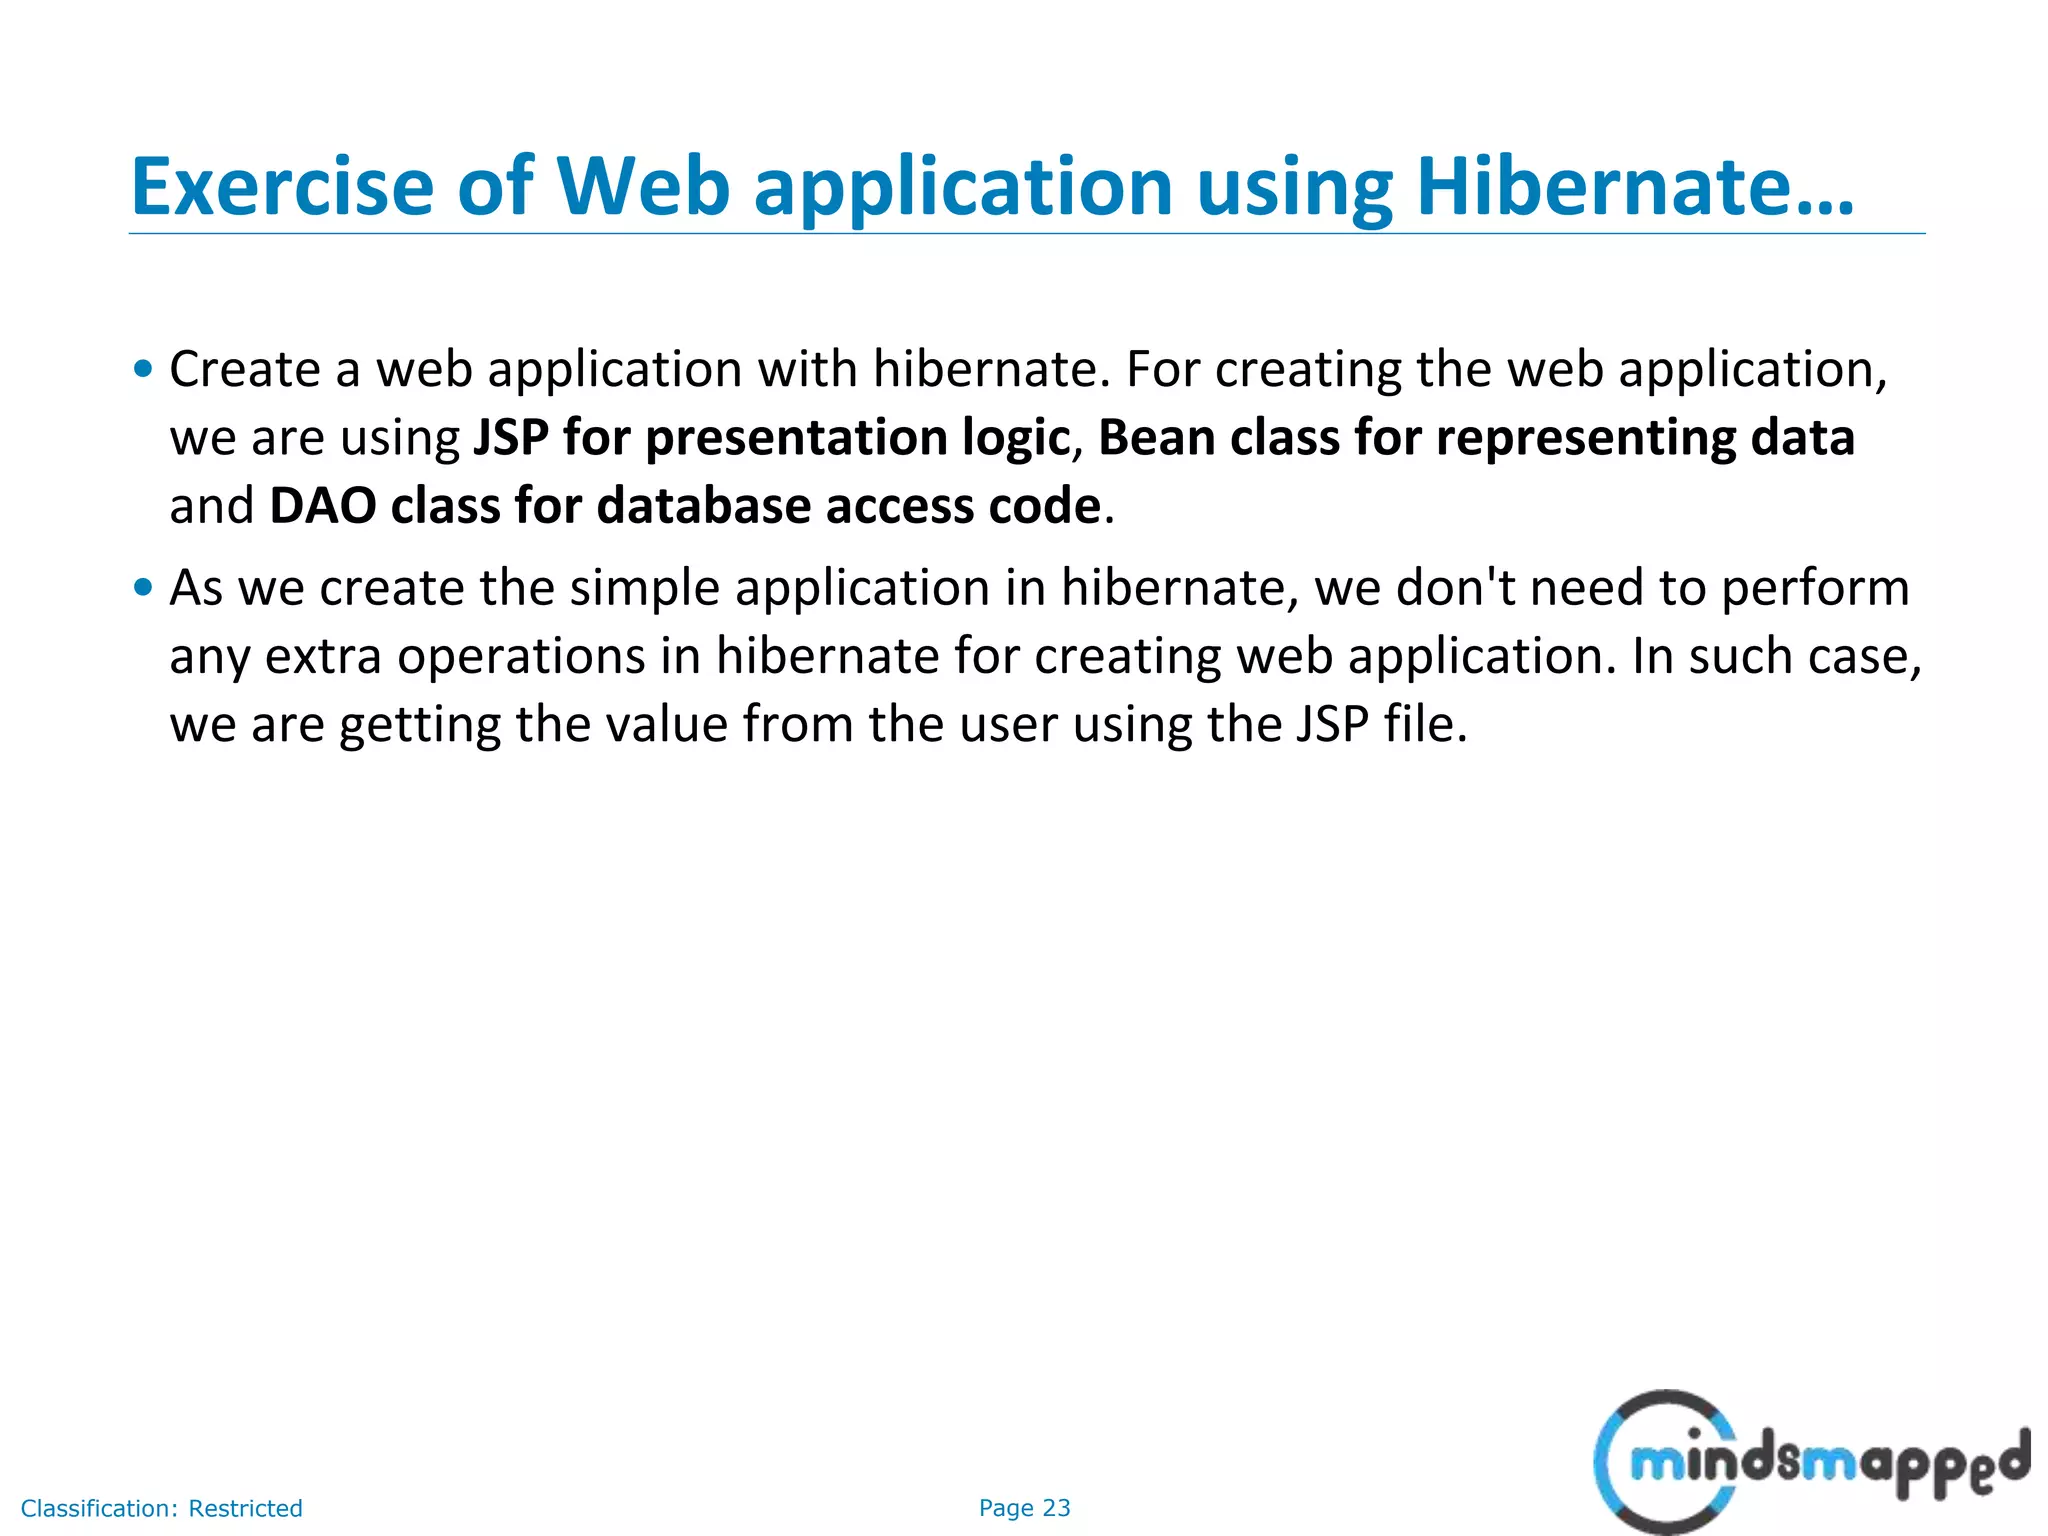 Exercise of Web application using Hibernate…
• Create a web application with hibernate. For creating the web application,
we are using JSP for presentation logic, Bean class for representing data
and DAO class for database access code.
• As we create the simple application in hibernate, we don't need to perform
any extra operations in hibernate for creating web application. In such case,
we are getting the value from the user using the JSP file.
mindsmapped
Classification: Restricted
Page 23